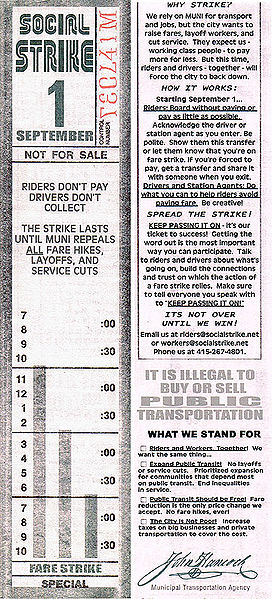 SOCIAL
STRIKE
1
SEPTEMBER
CONTROL NUMBER
NOT FOR SALE
RIDERS DON'T PAY
DRIVERS DON'T
COLLECT
THE STRIKE LASTS
UNTIL MUNI REPEALS
ALL FARE HIKES,
LAYOFFS, AND
SERVICE CUTS
7
8 :00
9
10 :30
11
12 :00
1
2 :30
3
4 :00
5
6 :30
7
8 :00
9
10 :30
FARE STRIKE
SPECIAL
WHY STRIKE?
We rely on MUNI for transport
and jobs, but the city wants to
raise fares, layoff workers, and
cut service. They expect us -
working class people - to pay
more for less. But this time,
riders and drivers - together - will
force the city to back down.
HOW IT WORKS:
Starting September 1...
Riders: Board without paying or
pay as little as possible.
Acknowledge the driver or
station agent as you enter. Be
polite. Show them this transfer
or let them know that you're on
fare strike. If you're forced to
pay, get a transfer and share it
with someone when you exit.
Drivers and Station Agents: Do
what you can to help riders avoid
paying fare. Be creative!
SPREAD THE STRIKE!
KEEP PASSING IT ON - it's our
ticket to success! Getting the
word out is the most important
way you can participate. Talk
to riders and drivers about what's
going on, build the connections
and trust on which the action of
a fare strike relies. Make sure
to tell everyone you speak with
to "KEEP PASSING IT ON!"
ITS NOT OVER
UNTIL WE WIN!
Email us at riders@socialstrike.net
or workers@socialstrike.net
Phone us at 415-267-4801.
IT IS ILLEGAL TO
BUY OR SELL
PUBLIC
TRANSPORTATION
WHAT WE STAND FOR
Riders and Workers, Together! We
want the same thing...
Expand Public Transit! No layoffs
or service cuts. Prioritized expansion
for communities that depend most
on public transit. End inequalities
in service.
Public Transit Should be Free! Fare
reduction is the only price change we
accept. No fare hikes, ever!
The City is Not Poor! Increase
taxes on big businesses and private
transportation to cover the cost.
John Hancock
Municipal Transportation Agency